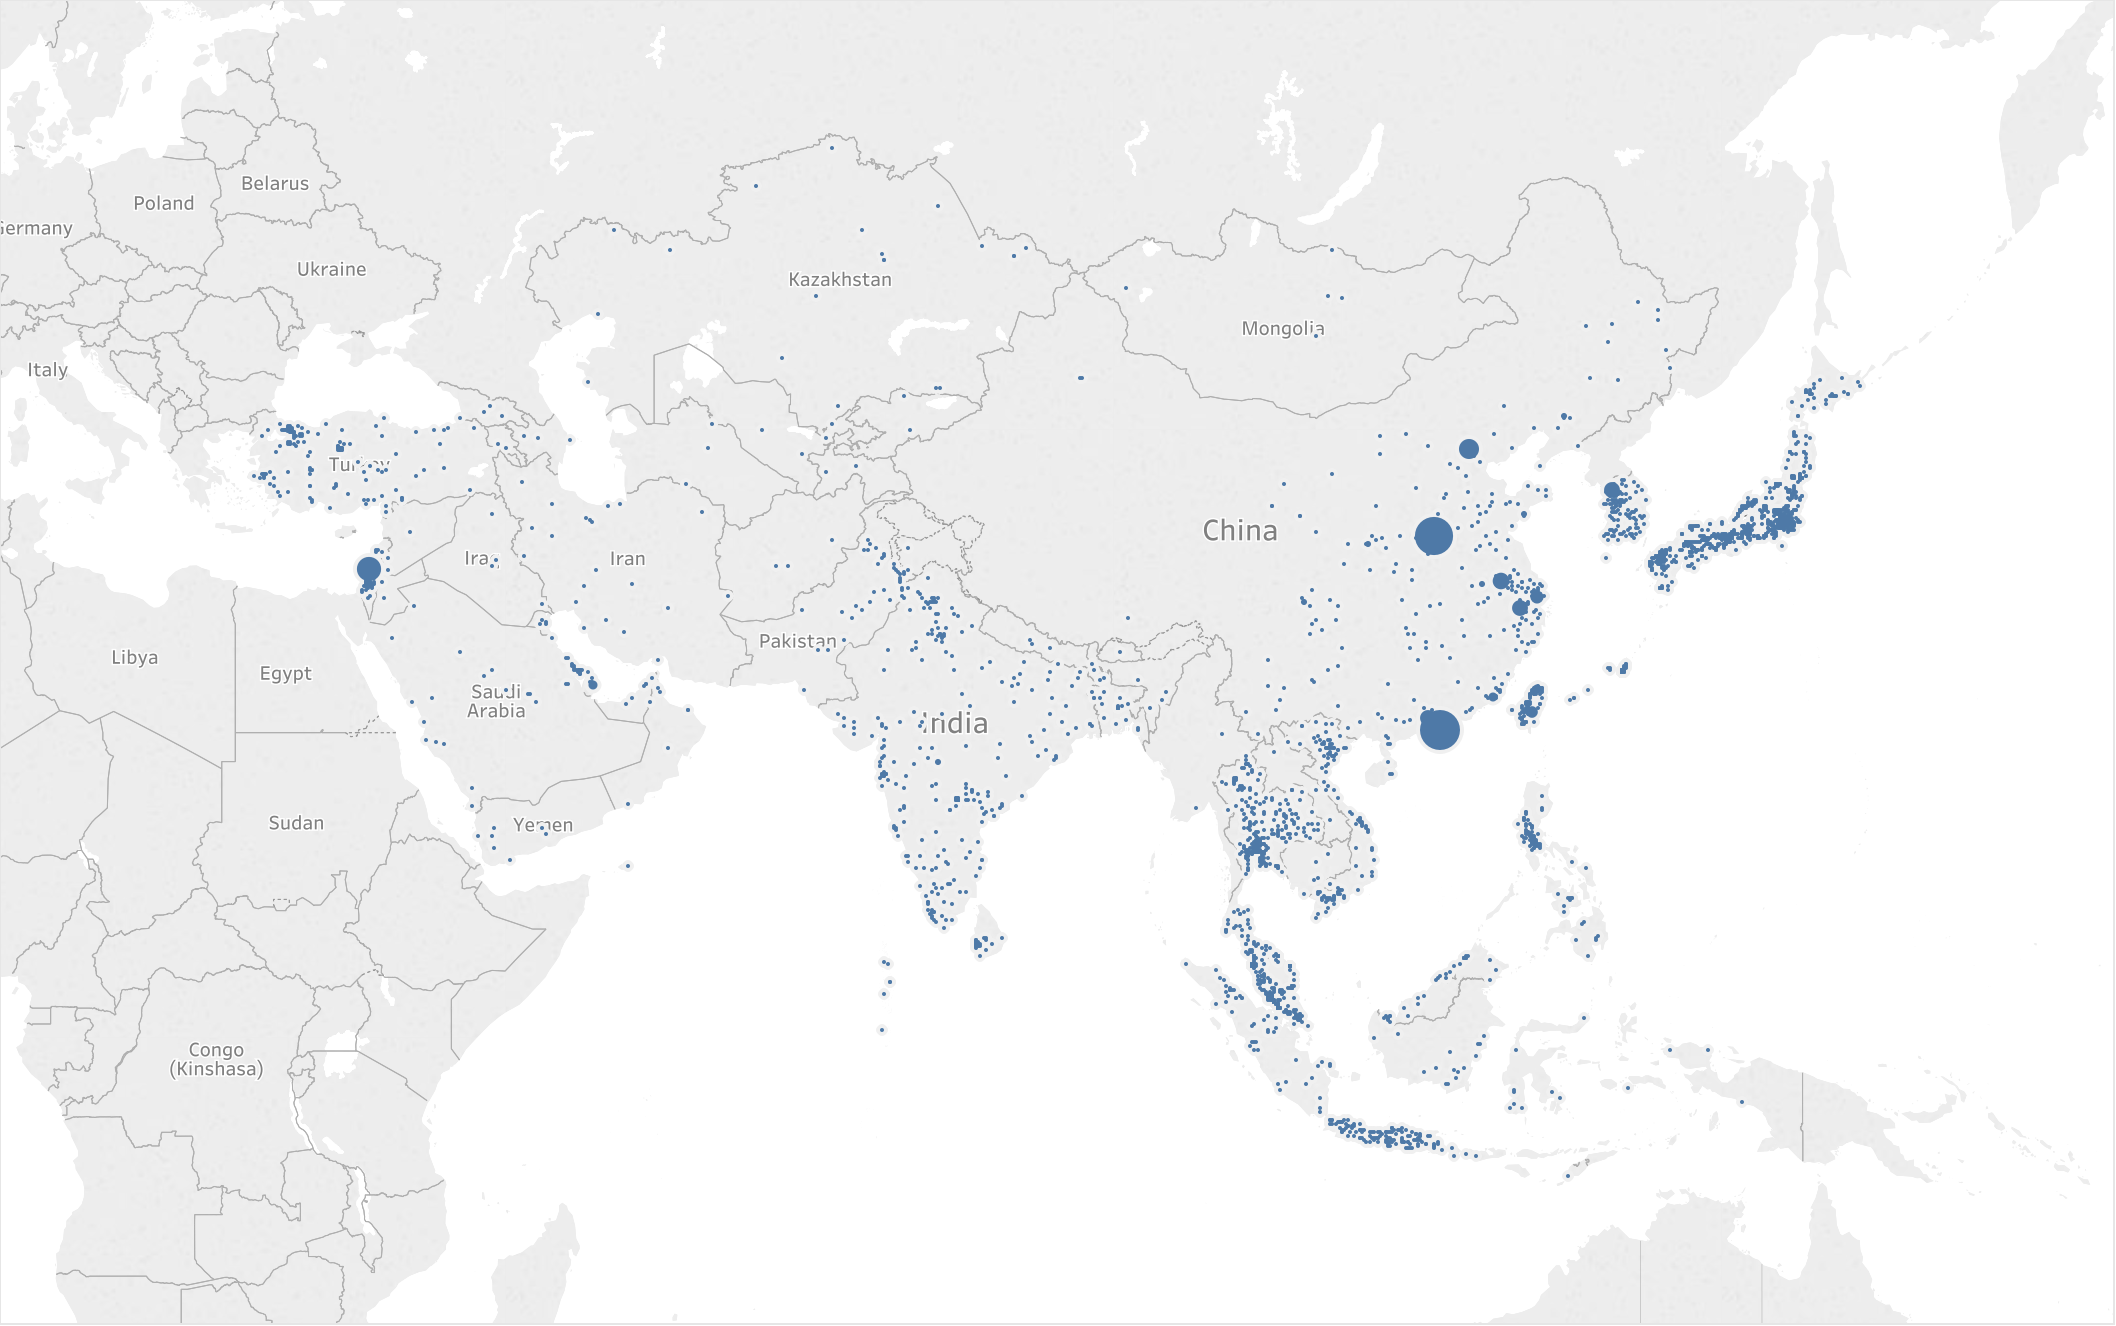 Belarus
Poland
Germany
Ukraine
Kazakhstan
Mongolia
Italy
Turkey
China
Iraq
Iran
Pakistan
Libya
Egypt
Saudi
Arabia
India
Sudan
Yemen
Congo
(Kinshasa)